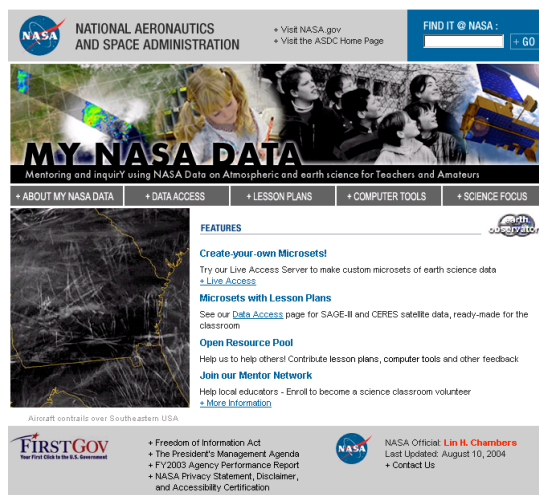 NASA
NATIONAL AERONAUTICS
AND SPACE ADMINISTRATION
+ Visit NASA.gov
+ Visit the ASDC Home Page
FIND IT @ NASA :
+ GO
MY NASA DATA
Mentoring and inquirY using NASA Data on Atmospheric and earth science for Teachers and Amateurs
+ ABOUT MY NASA DATA
+ DATA ACCESS
+ LESSON PLANS
+ COMPUTER TOOLS
+ SCIENCE FOCUS
FEATURES
earth
observatory
Create-your-own Microsets!
Try our Live Access Server to make custom microsets of earth science data
+ Live Access
Microsets with Lesson Plans
See our Data Access page for SAGE-III and CERES satellite data, ready-made for the
classroom
Open Resource Pool
Help us to help others! Contribute lesson plans, computer tools and other feedback
Join our Mentor Network
Help local educators - Enroll to become a science classroom volunteer
+ More Information
Aircraft contrails over Southeastern USA
FIRSTGOV
Your First Click to the U.S. Government
+ Freedom of Information Act
+ The President's Management Agenda
+ FY2003 Agency Performance Report
+ NASA Privacy Statement, Disclaimer,
and Accessibility Certification
NASA
NASA Official: Lin H. Chambers
Last Updated: August 10, 2004
+ Contact Us